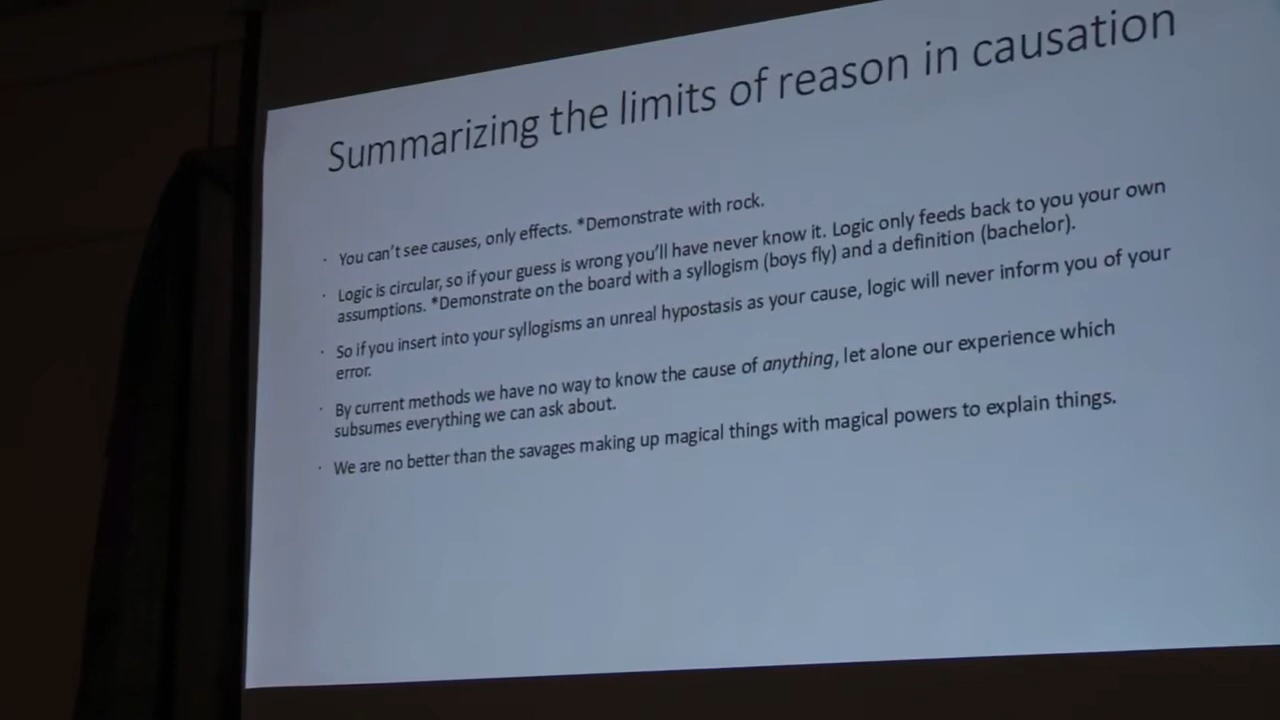 Summarizing the limits of reason in causation
· You can't see causes, only effects. *Demonstrate with rock.
· Logic is circular, so if your guess is wrong you'll have never know it. Logic only feeds back to you your own
assumptions. *Demonstrate on the board with a syllogism (boys fly) and a definition (bachelor).
· So if you insert into your syllogisms an unreal hypostasis as your cause, logic will never inform you of your
error.
· By current methods we have no way to know the cause of anything, let alone our experience which
subsumes everything we can ask about.
· We are no better than the savages making up magical things with magical powers to explain things.